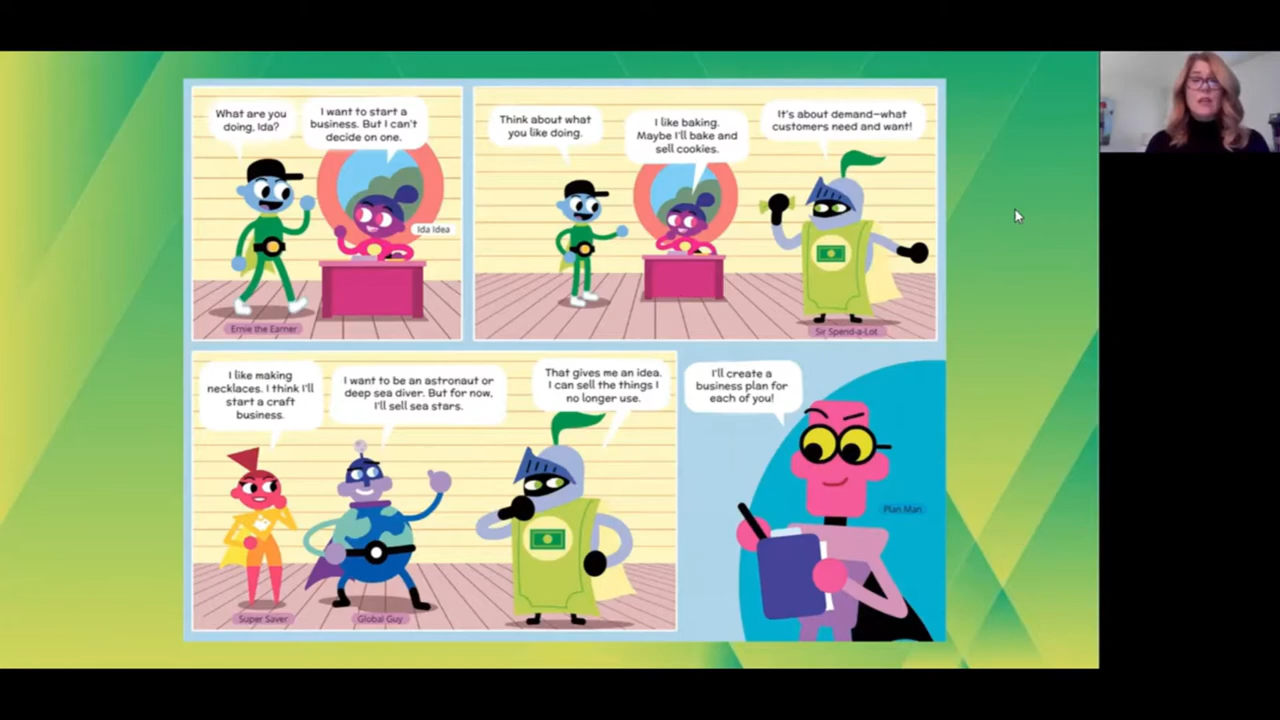 What are you
doing, Ida?
I want to start a
business. But I can't
decide on one.
Ida Idea
Ernie the Earner
Think about what
you like doing.
I like baking.
Maybe I'll bake and
sell cookies.
It's about demand—what
customers need and want!
Sir Spend-a-Lot
I like making
necklaces. I think I'll
start a craft
business.
I want to be an astronaut or
deep sea diver. But for now,
I'll sell sea stars.
That gives me an idea.
I can sell the things I
no longer use.
Super Saver
Global Guy
I'll create a
business plan for
each of you!
Plan Man